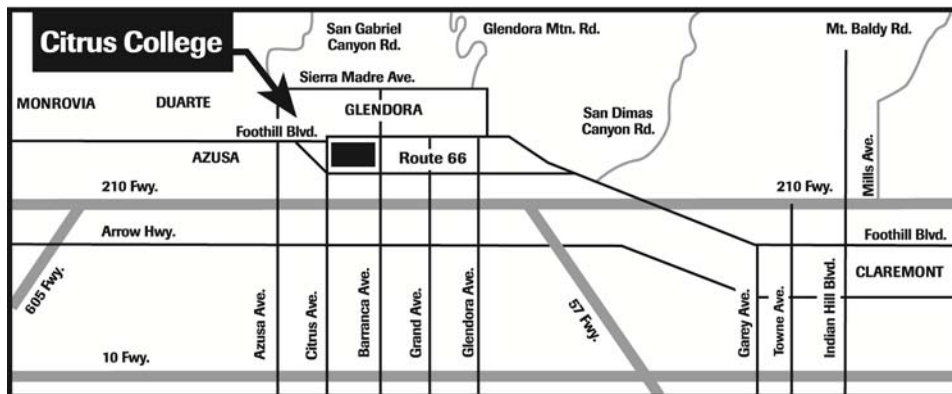 Citrus College
San Gabriel
Canyon Rd.
Glendora Mtn. Rd.
Mt. Baldy Rd.
Sierra Madre Ave.
MONROVIA
DUARTE
GLENDORA
San Dimas
Canyon Rd.
Foothill Blvd.
AZUSA
Route 66
Mills Ave.
210 Fwy.
210 Fwy.
Arrow Hwy.
Foothill Blvd.
CLAREMONT
605 Fwy.
Azusa Ave.
Citrus Ave.
Barranca Ave.
Grand Ave.
Glendora Ave.
57 Fwy.
Garey Ave.
Towne Ave.
Indian Hill Blvd.
10 Fwy.